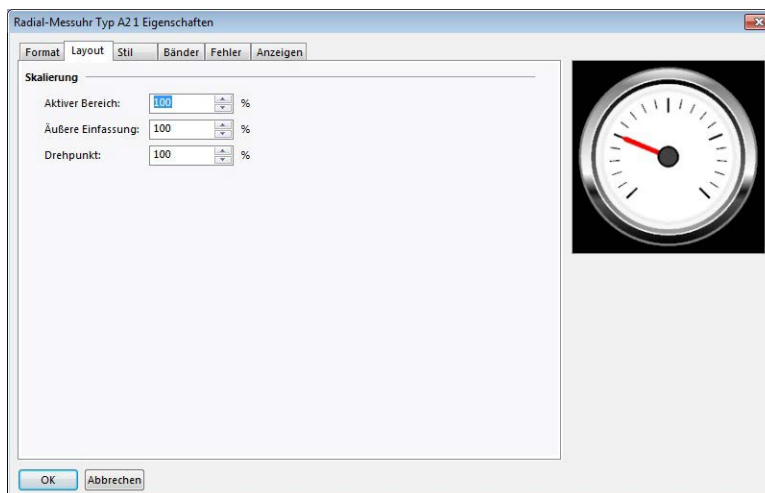 Radial-Messuhr Typ A2 1 Eigenschaften
Format Layout Stil Bänder Fehler Anzeigen
Skalierung
Aktiver Bereich: 100 %
Äußere Einfassung: 100 %
Drehpunkt: 100 %
OK Abbrechen